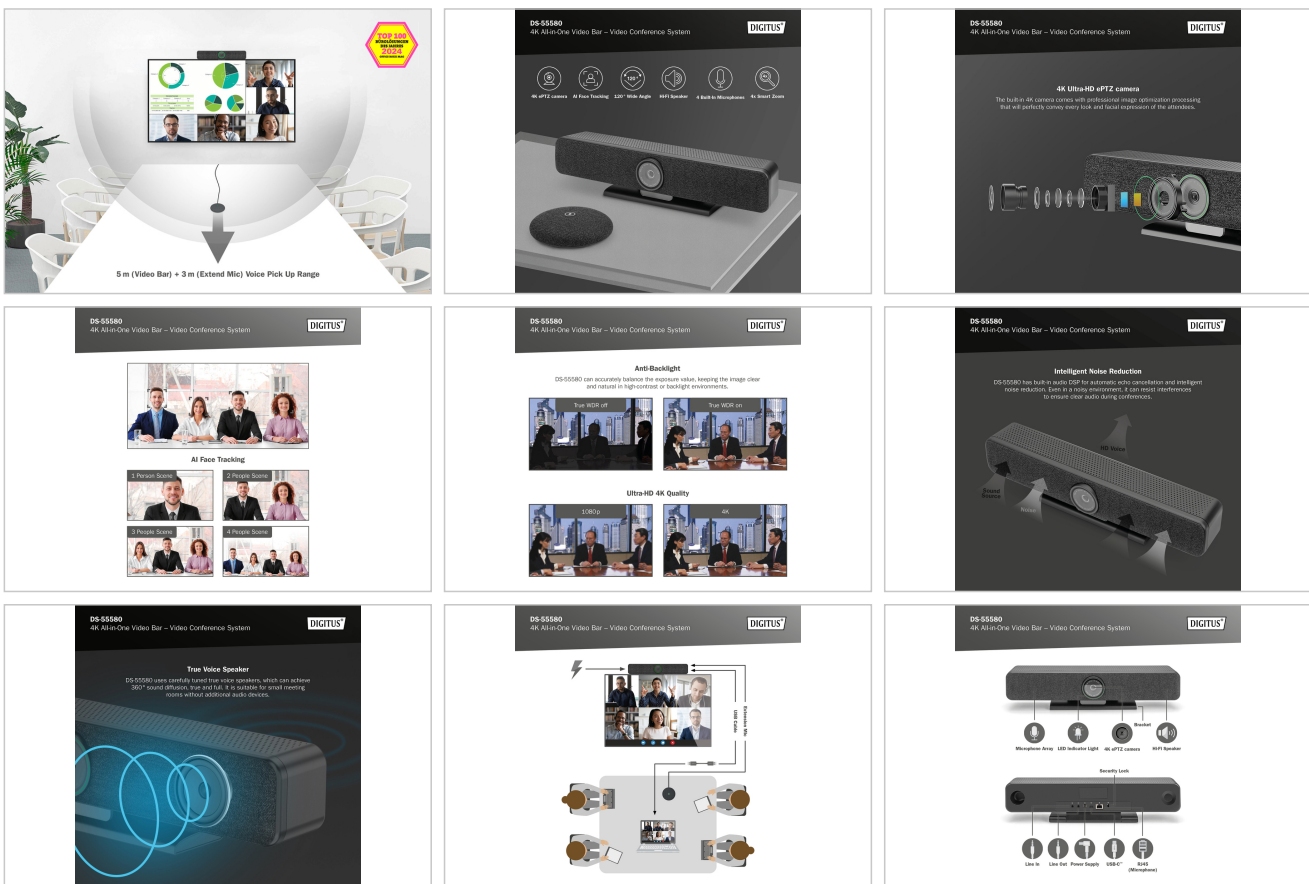 TOP 100
BÜROLÖSUNGEN
DES JAHRES
2024
5 m (Video Bar) + 3 m (Extend Mic) Voice Pick Up Range
DS-55580
4K All-in-One Video Bar – Video Conference System
DIGITUS®
4K ePTZ camera
AI Face Tracking
120° Wide Angle
Hi-Fi Speaker
4 Built-in Microphones
4x Smart Zoom
DS-55580
4K All-in-One Video Bar – Video Conference System
DIGITUS®
4K Ultra-HD ePTZ camera
The built-in 4K camera comes with professional image optimization processing
that will perfectly convey every look and facial expression of the attendees.
DS-55580
4K All-in-One Video Bar – Video Conference System
DIGITUS®
AI Face Tracking
1 Person Scene
2 People Scene
3 People Scene
4 People Scene
DS-55580
4K All-in-One Video Bar – Video Conference System
DIGITUS®
Anti-Backlight
DS-55580 can accurately balance the exposure value, keeping the image clear
and natural in high-contrast or backlight environments.
True WDR off
True WDR on
Ultra-HD 4K Quality
1080p
4K
DS-55580
4K All-in-One Video Bar – Video Conference System
DIGITUS®
Intelligent Noise Reduction
DS-55580 has built-in audio DSP for automatic echo cancellation and intelligent
noise reduction. Even in a noisy environment, it can resist interferences
to ensure clear audio during conferences.
HD Voice
Sound
Source
Noise
DS-55580
4K All-in-One Video Bar – Video Conference System
DIGITUS®
True Voice Speaker
DS-55580 uses carefully tuned true voice speakers, which can achieve
360° sound diffusion, true and full. It is suitable for small meeting
rooms without additional audio devices.
DS-55580
4K All-in-One Video Bar – Video Conference System
DIGITUS®
USB Cable
Extension Mic
DS-55580
4K All-in-One Video Bar – Video Conference System
DIGITUS®
Bracket
Microphone Array
LED Indicator Light
4K ePTZ camera
Hi-Fi Speaker
Security Lock
Line In
Line Out
Power Supply
USB-C™
RJ45
(Microphone)